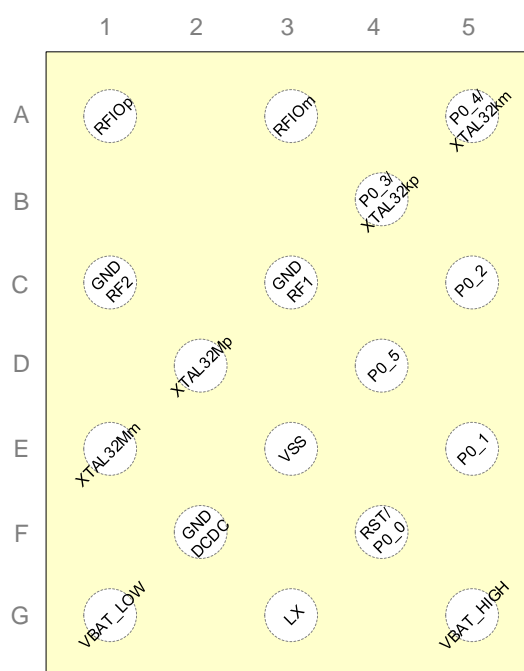 1 2 3 4 5
A
RFIOp
RFIOm
P0_4/
XTAL32km
B
P0_3/
XTAL32kp
C
GND
RF2
GND
RF1
P0_2
D
XTAL32Mp
P0_5
E
XTAL32Mm
VSS
P0_1
F
GND
DCDC
RST/
P0_0
G
VBAT_LOW
LX
VBAT_HIGH